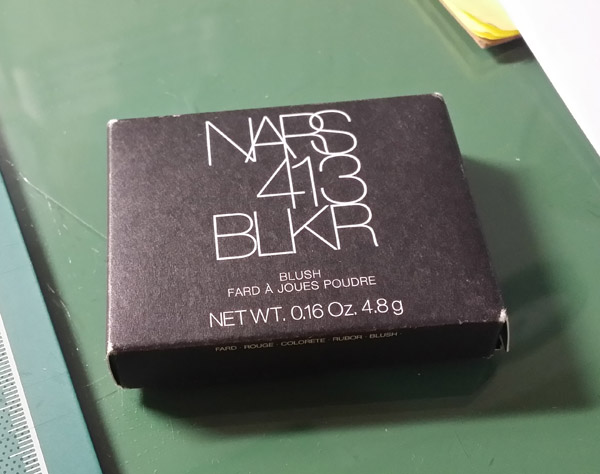 NARS
413
BLKR
BLUSH
FARD À JOUES POUDRE
NET WT. 0.16 Oz. 4.8 g
FARD · ROUGE · COLORETE · RUBOR · BLUSH